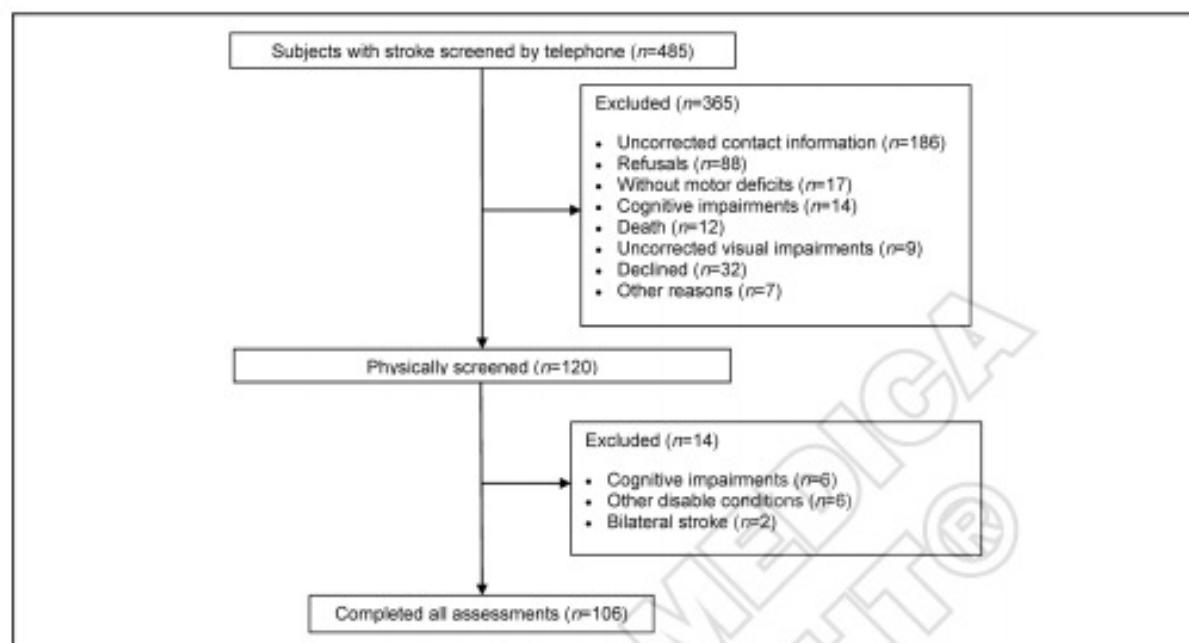 Subjects with stroke screened by telephone (n=485)
Excluded (n=365)
• Uncorrected contact information (n=186)
• Refusals (n=88)
• Without motor deficits (n=17)
• Cognitive impairments (n=14)
• Death (n=12)
• Uncorrected visual impairments (n=9)
• Declined (n=32)
• Other reasons (n=7)
Physically screened (n=120)
Excluded (n=14)
• Cognitive impairments (n=6)
• Other disable conditions (n=6)
• Bilateral stroke (n=2)
Completed all assessments (n=106)
MEDICA
HT®